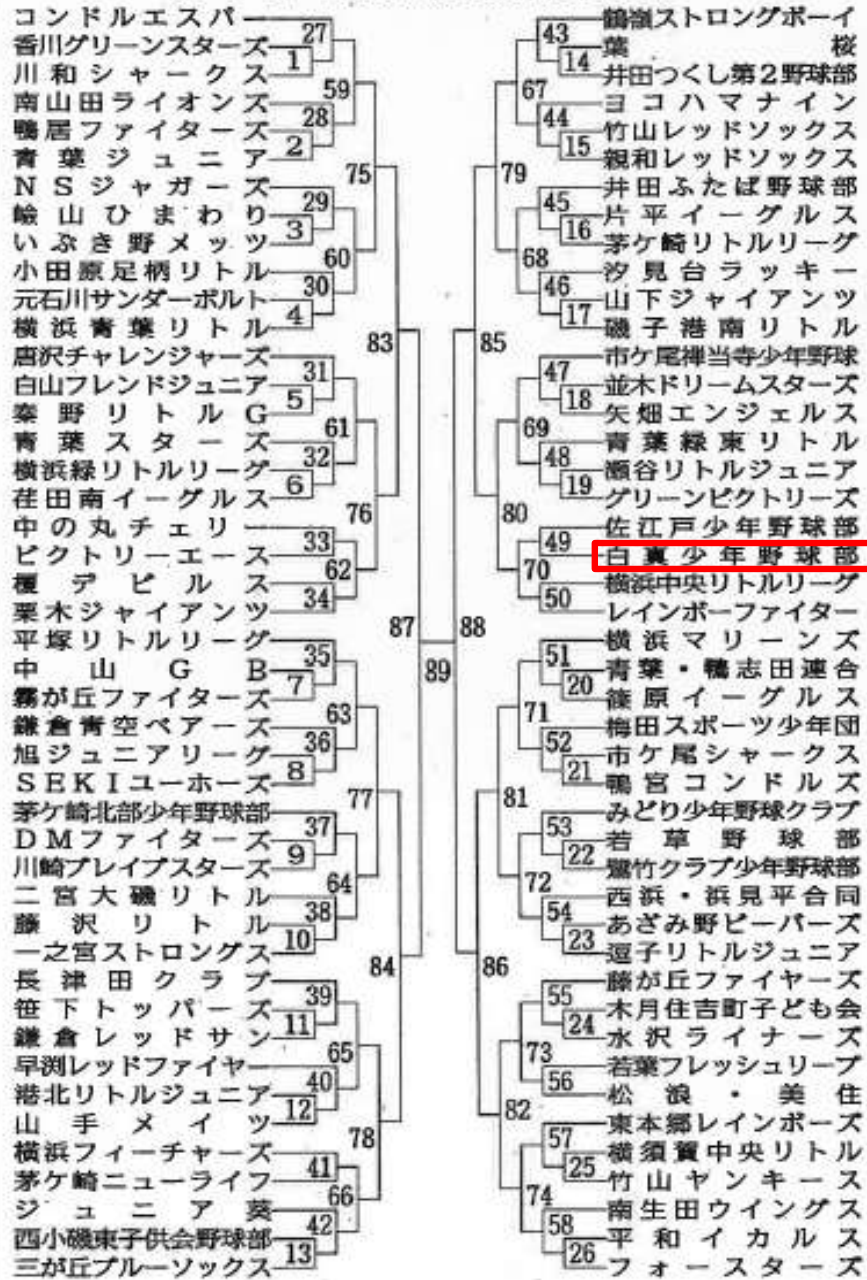 コンドルエスパー
香川グリーンスターズ
川和シャークス
南山田ライオンズ
鴨居ファイターズ
青葉ジュニア
NSジャガーズ
嶮山ひまわり
いぶき野メッツ
小田原足柄リトル
元石川サンダーボルト
横浜青葉リトル
唐沢チャレンジャーズ
白山フレンドジュニア
秦野リトルG
青葉スターズ
横浜緑リトルリーグ
荏田南イーグルス
中の丸チェリー
ビクトリーエース
榎デビルス
栗木ジャイアンツ
平塚リトルリーグ
中山GB
霧が丘ファイターズ
鎌倉青空ベアーズ
旭ジュニアリーグ
SEKIユーホーズ
茅ケ崎北部少年野球部
DMファイターズ
川崎ブレイブスターズ
二宮大磯リトル
藤沢リトル
一之宮ストロングス
長津田クラブ
笹下トッパーズ
鎌倉レッドサン
早渕レッドファイヤー
港北リトルジュニア
山手メイツ
横浜フィーチャーズ
茅ケ崎ニューライフ
ジュニア葵
西小磯東子供会野球部
三が丘ブルーソックス
27
1
59
28
2
75
29
3
60
30
4
83
31
5
61
32
6
76
33
62
34
87
35
7
63
36
8
77
37
9
64
38
10
84
39
11
65
40
12
78
41
66
42
13
89
88
43
14
67
44
15
79
45
16
68
46
17
85
47
18
69
48
19
80
49
70
50
51
20
71
52
21
81
53
22
72
54
23
86
55
24
73
56
82
57
25
74
58
26
鶴嶺ストロングボーイ
葉桜
井田つくし第2野球部
ヨコハマナイン
竹山レッドソックス
親和レッドソックス
井田ふたば野球部
片平イーグルス
茅ケ崎リトルリーグ
汐見台ラッキー
山下ジャイアンツ
磯子港南リトル
市ケ尾禅当寺少年野球
並木ドリームスターズ
矢畑エンジェルス
青葉緑東リトル
瀬谷リトルジュニア
グリーンビクトリーズ
佐江戸少年野球部
白真少年野球部
横浜中央リトルリーグ
レインボーファイター
横浜マリーンズ
青葉・鴨志田連合
篠原イーグルス
梅田スポーツ少年団
市ケ尾シャークス
鴨宮コンドルズ
みどり少年野球クラブ
若草野球部
鷺竹クラブ少年野球部
西浜・浜見平合同
あざみ野ビーバーズ
逗子リトルジュニア
藤が丘ファイヤーズ
木月住吉町子ども会
水沢ライナーズ
若葉フレッシュリーブ
松浪・美住
東本郷レインボーズ
横須賀中央リトル
竹山ヤンキース
南生田ウイングス
平和イカルス
フォースターズ